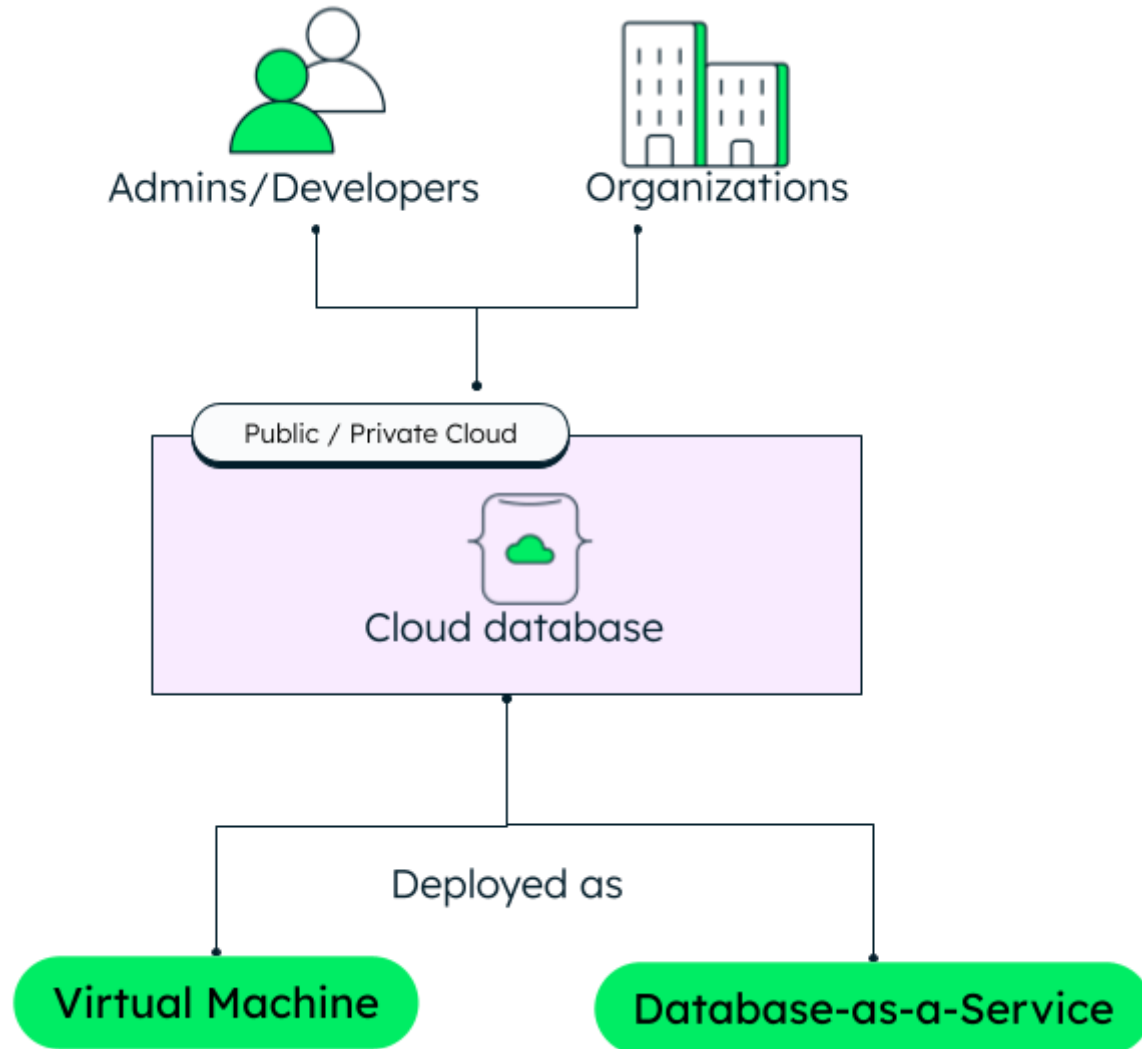 Admins/Developers
Organizations
Public / Private Cloud
Cloud database
Deployed as
Virtual Machine
Database-as-a-Service